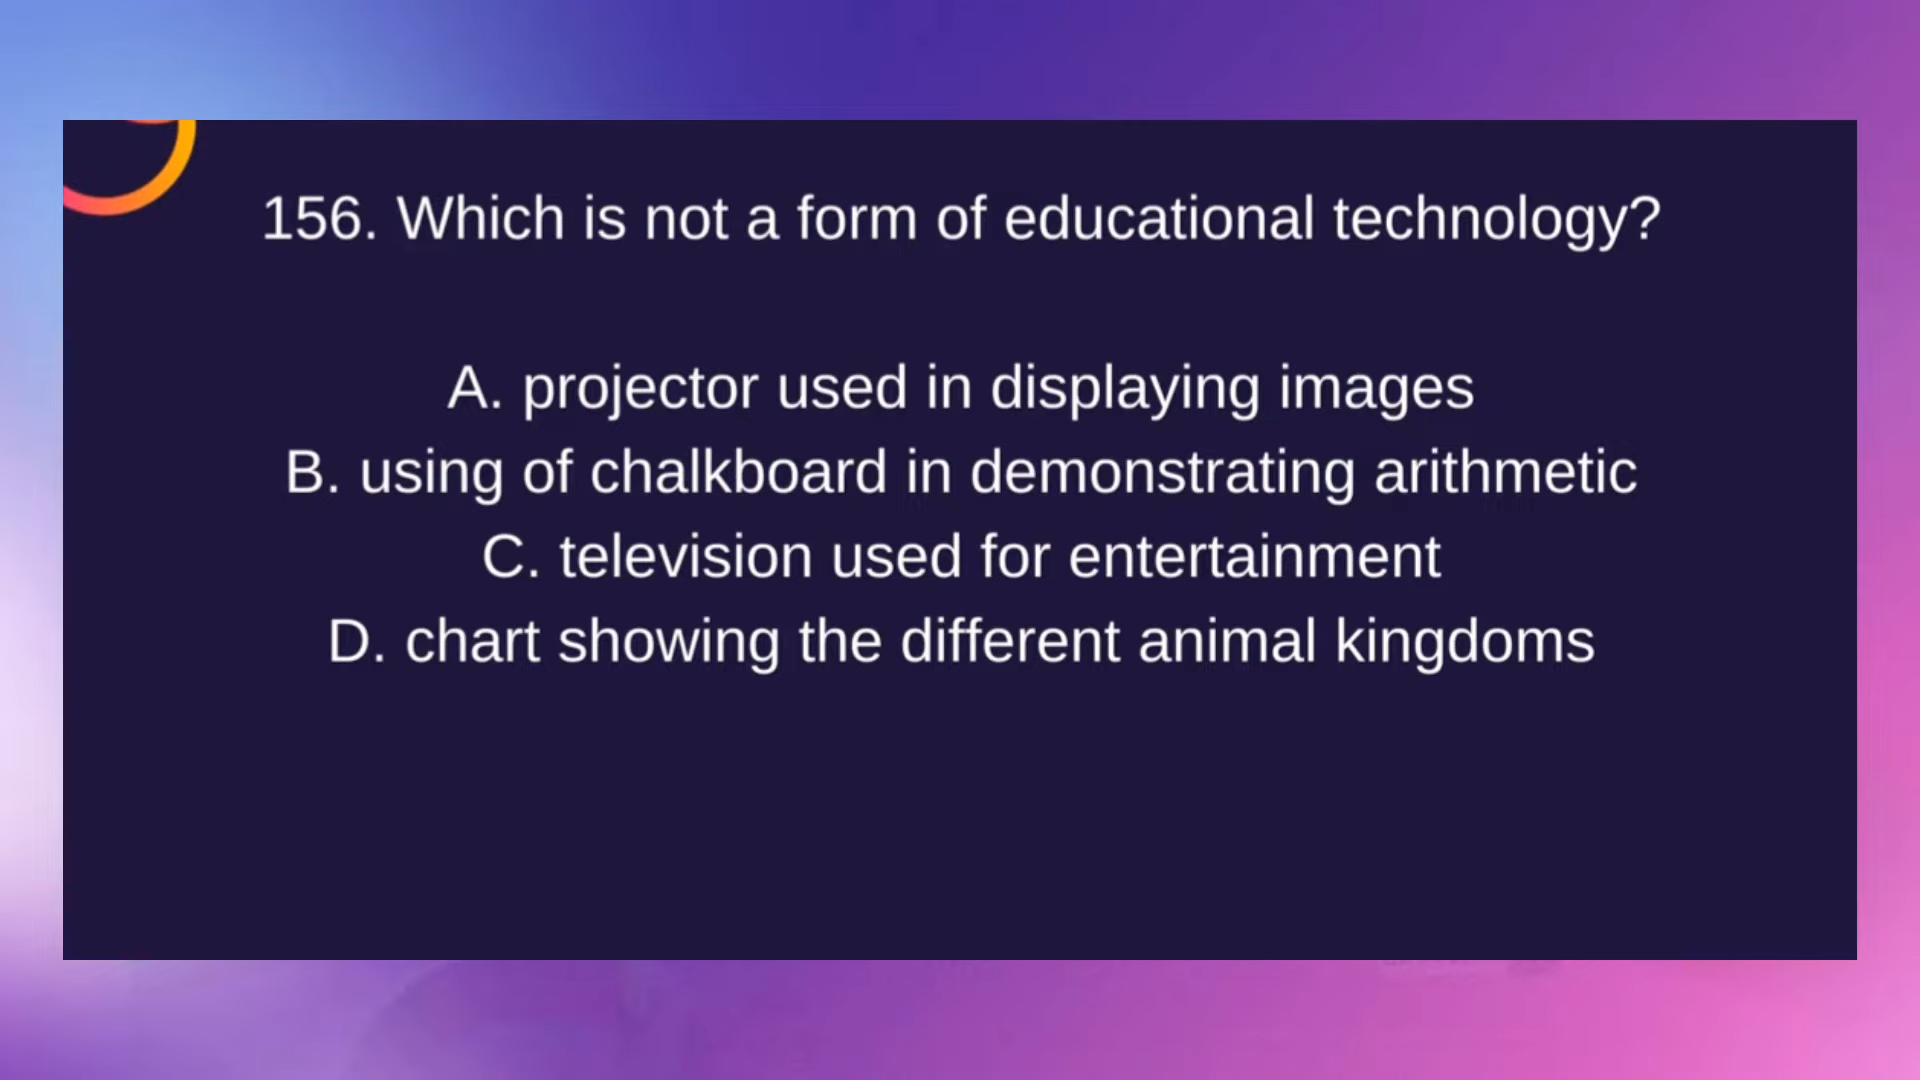 156. Which is not a form of educational technology?
A. projector used in displaying images
B. using of chalkboard in demonstrating arithmetic
C. television used for entertainment
D. chart showing the different animal kingdoms